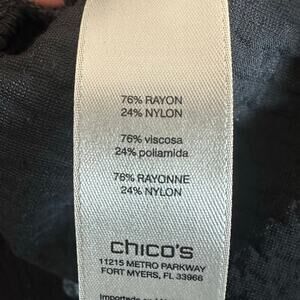 76% RAYON
24% NYLON
76% viscosa
24% poliamida
76% RAYONNE
24% NYLON
chico's
11215 METRO PARKWAY
FORT MYERS, FL 33966